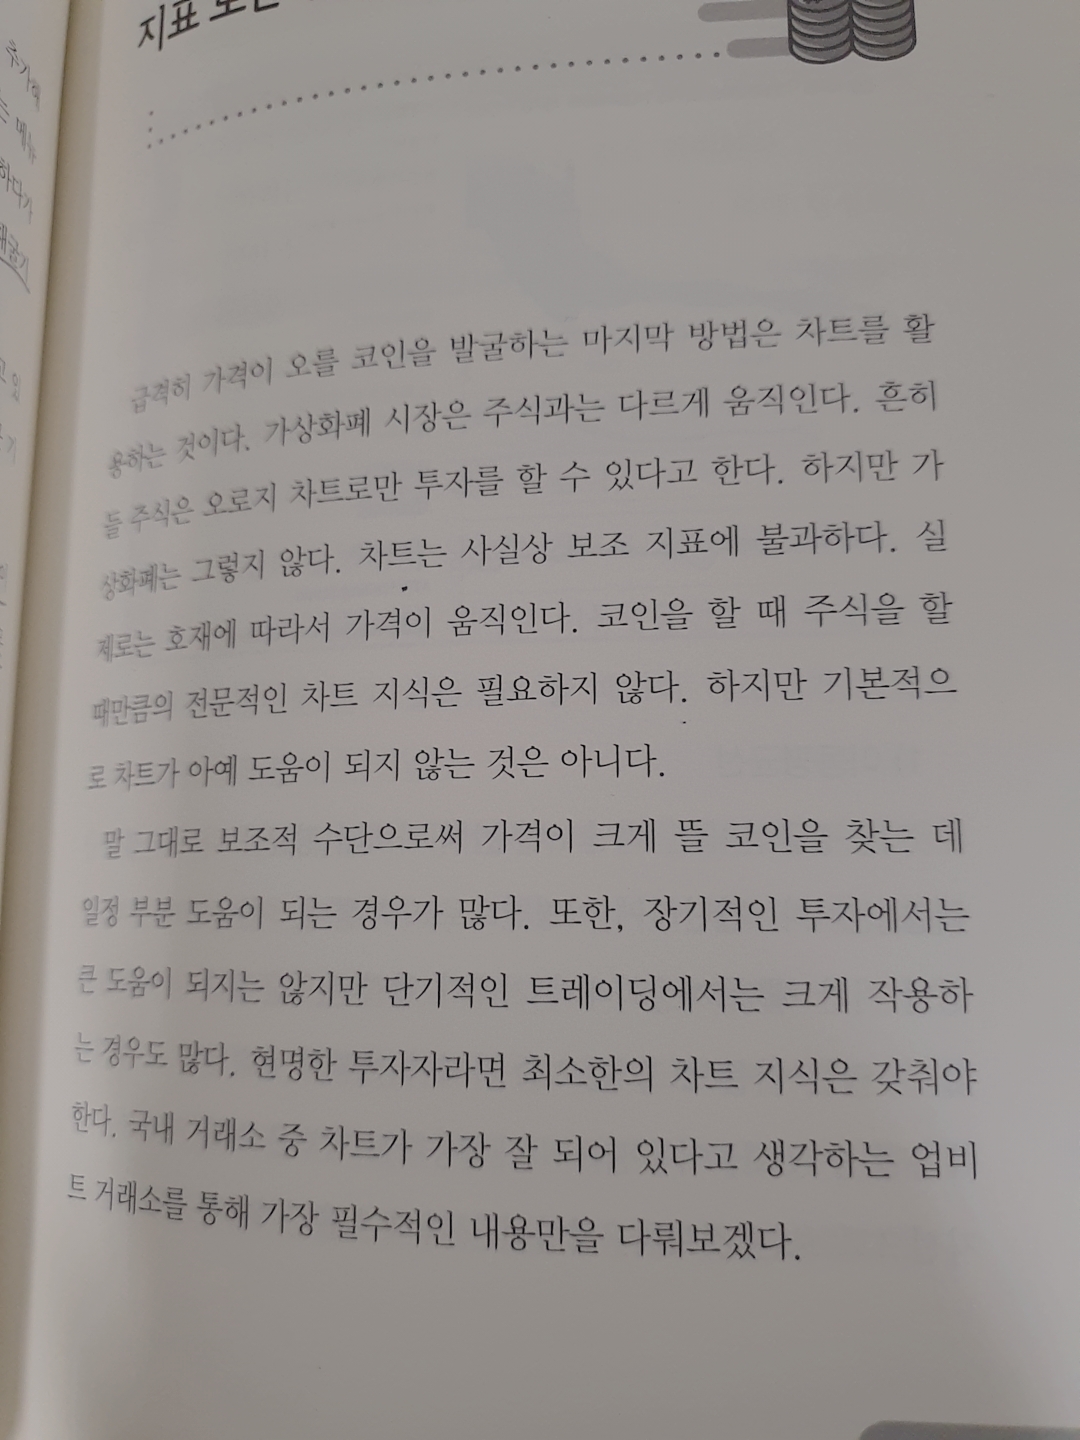 지표 보는
급격히 가격이 오를 코인을 발굴하는 마지막 방법은 차트를 활
용하는 것이다. 가상화폐 시장은 주식과는 다르게 움직인다. 흔히
들 주식은 오로지 차트로만 투자를 할 수 있다고 한다. 하지만 가
상화폐는 그렇지 않다. 차트는 사실상 보조 지표에 불과하다. 실
제로는 호재에 따라서 가격이 움직인다. 코인을 할 때 주식을 할
때만큼의 전문적인 차트 지식은 필요하지 않다. 하지만 기본적으
로 차트가 아예 도움이 되지 않는 것은 아니다.
말 그대로 보조적 수단으로써 가격이 크게 뜰 코인을 찾는 데
일정 부분 도움이 되는 경우가 많다. 또한, 장기적인 투자에서는
큰 도움이 되지는 않지만 단기적인 트레이딩에서는 크게 작용하
는 경우도 많다. 현명한 투자자라면 최소한의 차트 지식은 갖춰야
한다. 국내 거래소 중 차트가 가장 잘 되어 있다고 생각하는 업비
트 거래소를 통해 가장 필수적인 내용만을 다뤄보겠다.